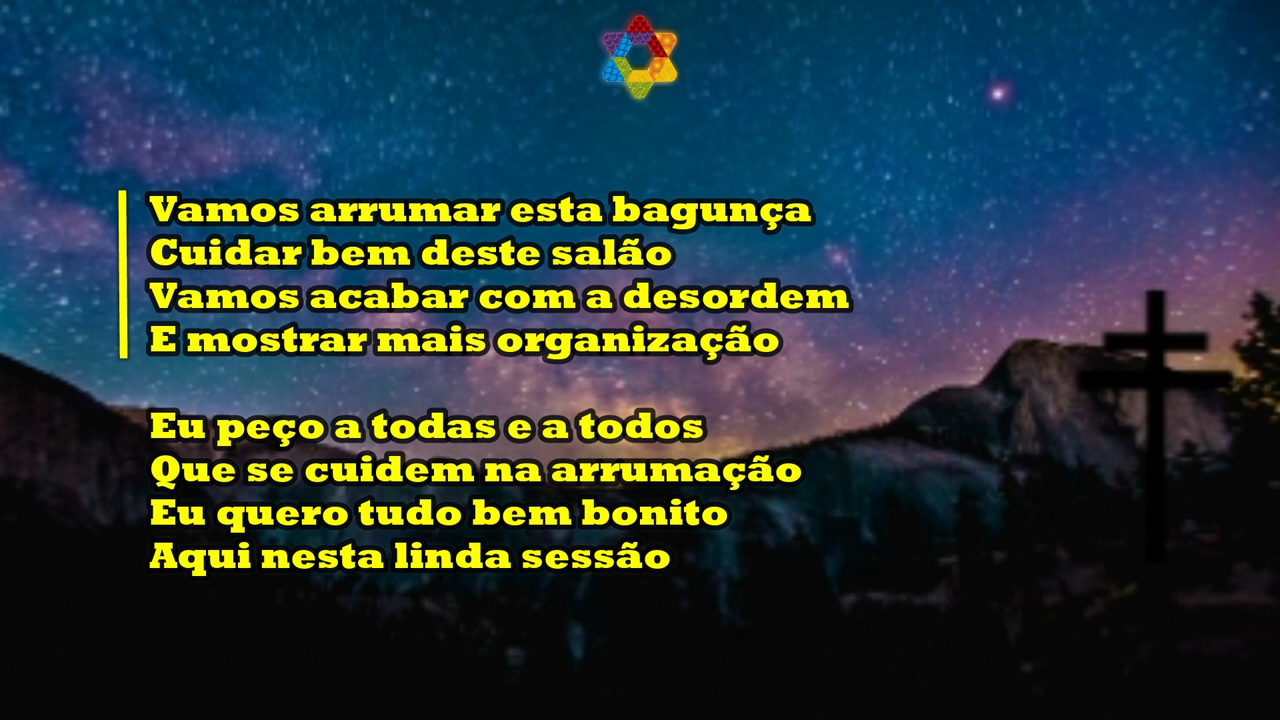 Vamos arrumar esta bagunça
Cuidar bem deste salão
Vamos acabar com a desordem
E mostrar mais organização
Eu peço a todas e a todos
Que se cuidem na arrumação
Eu quero tudo bem bonito
Aqui nesta linda sessão